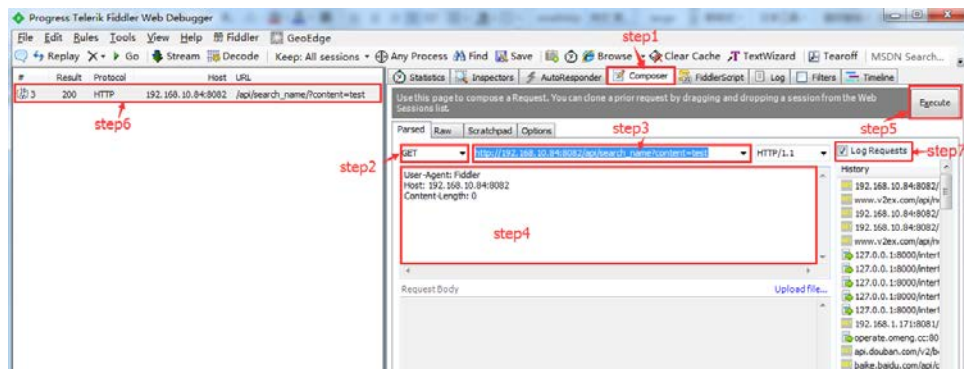 Progress Telerik Fiddler Web Debugger
File Edit Rules Tools View Help Fiddler GeoEdge
step1
Replay X Go Stream Decode Keep: All sessions Any Process Find Save Browse Clear Cache TextWizard Tearoff MSDN Search...
# Result Protocol Host URL
3 200 HTTP 192.168.10.84:8082 /api/search_name/?content=test
step6
Statistics Inspectors AutoResponder Composer FiddlerScript Log Filters Timeline
Use this page to compose a Request. You can clone a prior request by dragging and dropping a session from the Web
Sessions list.
Execute
Parsed Raw Scratchpad Options
step3
step5
step2
GET http://192.168.10.84:8082/api/search_name?content=test HTTP/1.1 Log Requests
step7
User-Agent: Fiddler
Host: 192.168.10.84:8082
Content-Length: 0
step4
History
192.168.10.84:8082/
www.v2ex.com/api/n
192.168.10.84:8082/
192.168.10.84:8082/
www.v2ex.com/api/n
127.0.0.1:8000/interf
127.0.0.1:8000/interf
127.0.0.1:8000/interf
127.0.0.1:8000/interf
192.168.1.171:8081/
operate.omeng.cc:80
api.douban.com/v2/b
baike.baidu.com/api/c
Request Body Upload file...